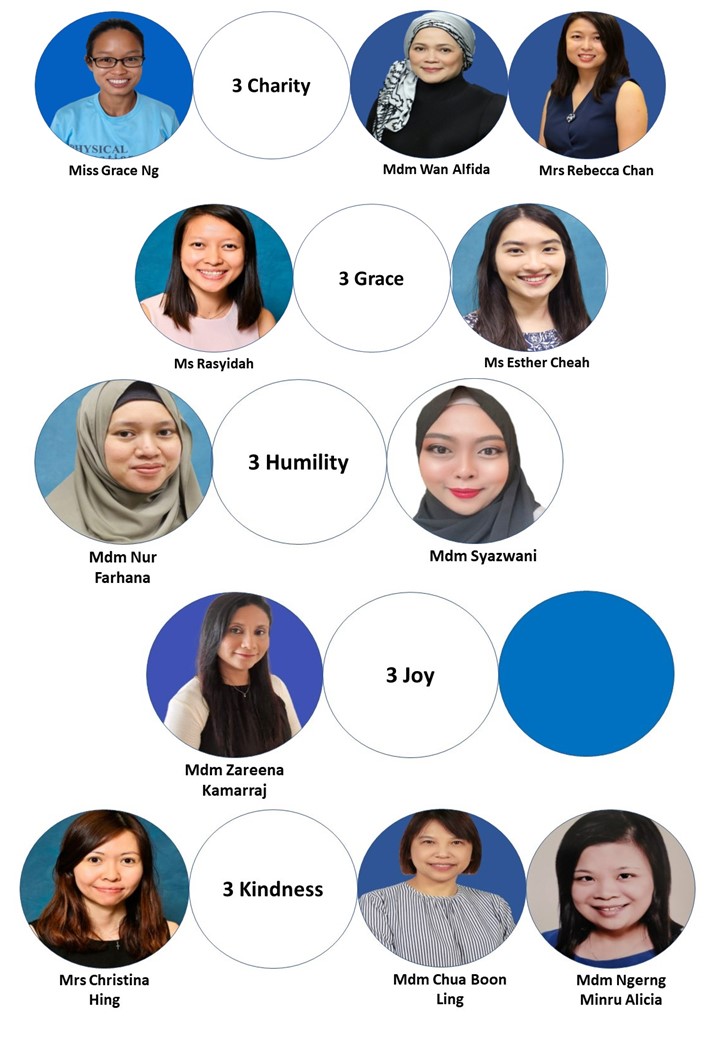 3 Charity
HYSICAL
Miss Grace Ng
Mdm Wan Alfida
Mrs Rebecca Chan
3 Grace
Ms Rasyidah
Ms Esther Cheah
3 Humility
Mdm Nur
Farhana
Mdm Syazwani
3 Joy
Mdm Zareena
Kamarraj
3 Kindness
Mrs Christina
Hing
Mdm Chua Boon
Ling
Mdm Ngerng
Minru Alicia